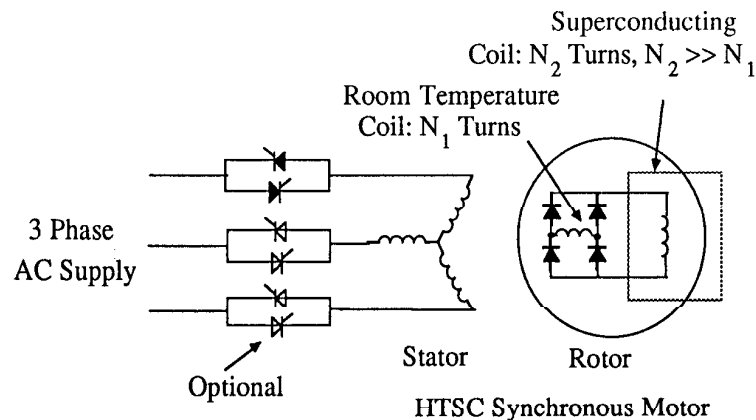 Superconducting
Coil: N2 Turns, N2 >> N1
Room Temperature
Coil: N1 Turns
3 Phase
AC Supply
Optional
Stator
Rotor
HTSC Synchronous Motor